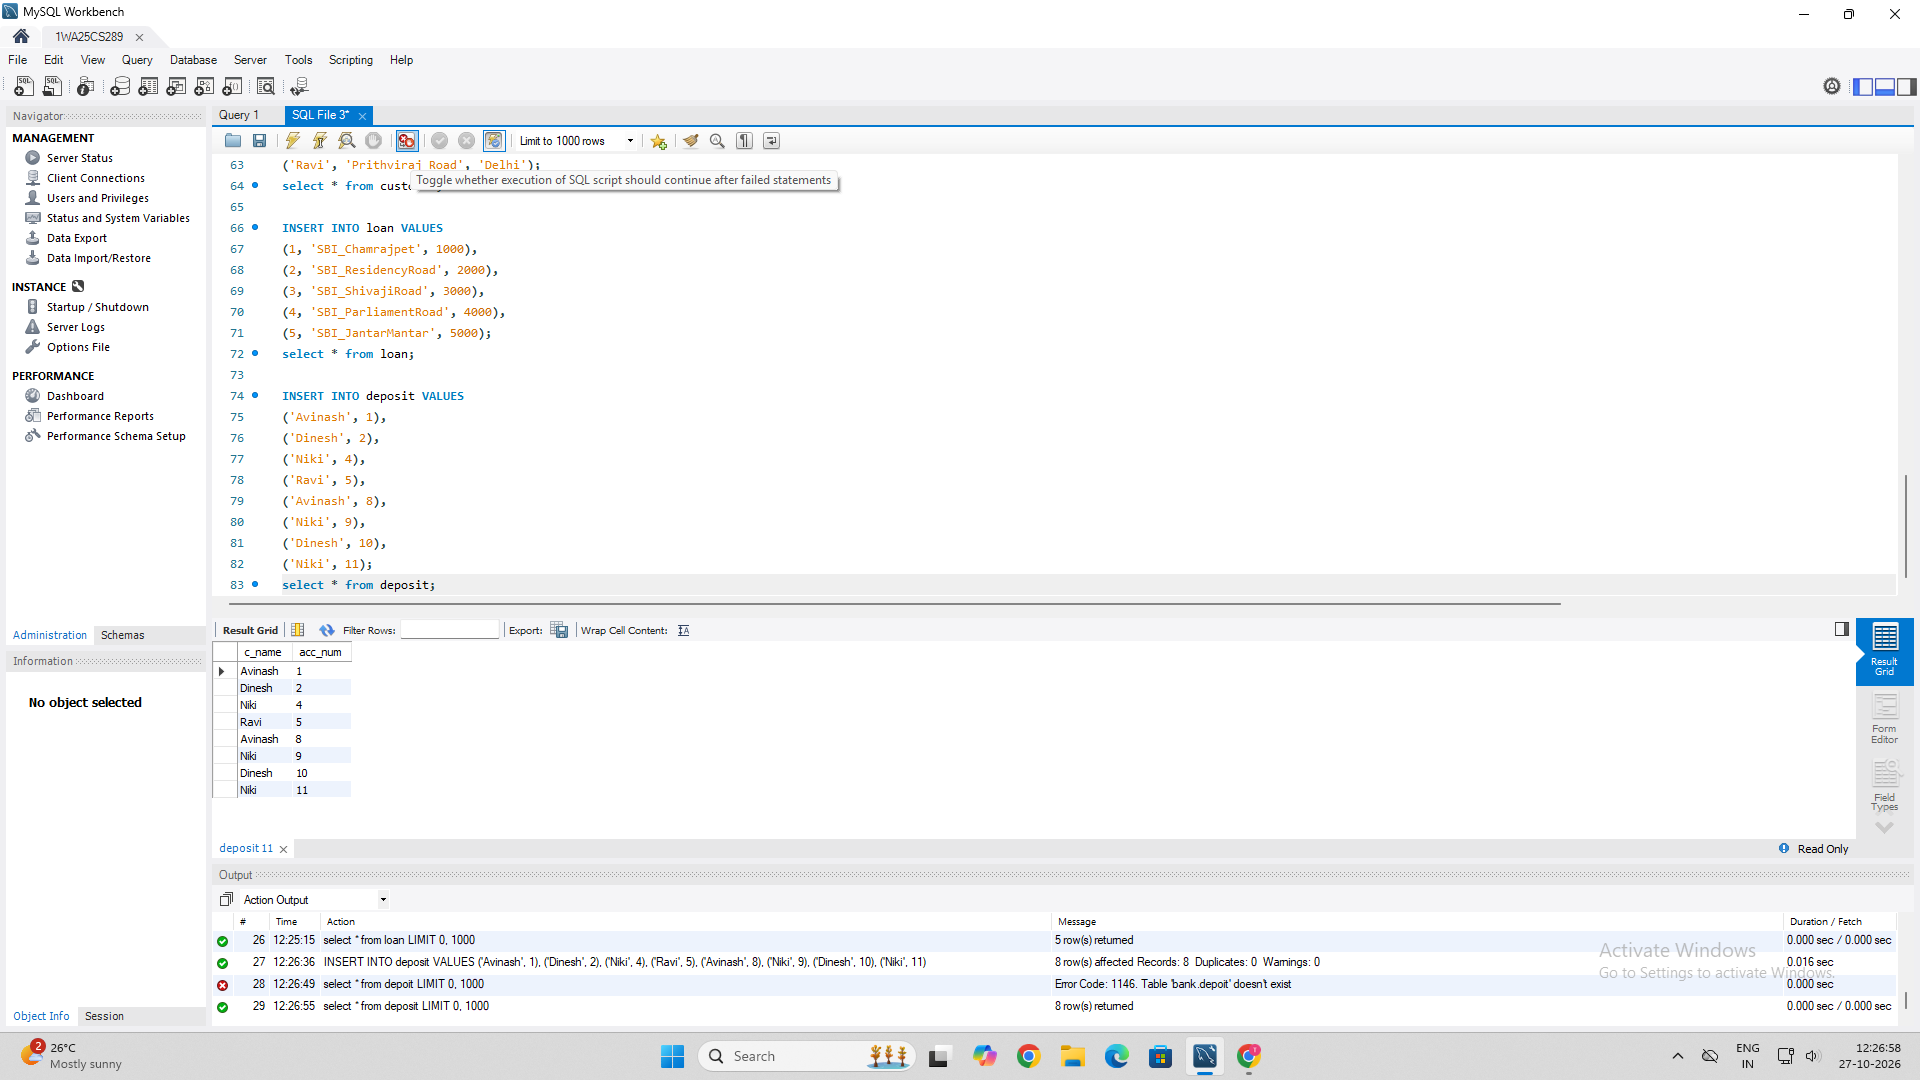 MySQL Workbench
1WA25CS289
File Edit View Query Database Server Tools Scripting Help
Navigator
MANAGEMENT
Server Status
Client Connections
Users and Privileges
Status and System Variables
Data Export
Data Import/Restore
INSTANCE
Startup / Shutdown
Server Logs
Options File
PERFORMANCE
Dashboard
Performance Reports
Performance Schema Setup
Administration Schemas
Information
No object selected
Object Info Session
Query 1 SQL File 3*
Limit to 1000 rows
63 ('Ravi', 'Prithviraj Road', 'Delhi');
64 select * from custo
Toggle whether execution of SQL script should continue after failed statements
65
66 INSERT INTO loan VALUES
67 (1, 'SBI_Chamrajpet', 1000),
68 (2, 'SBI_ResidencyRoad', 2000),
69 (3, 'SBI_ShivajiRoad', 3000),
70 (4, 'SBI_ParliamentRoad', 4000),
71 (5, 'SBI_JantarMantar', 5000);
72 select * from loan;
73
74 INSERT INTO deposit VALUES
75 ('Avinash', 1),
76 ('Dinesh', 2),
77 ('Niki', 4),
78 ('Ravi', 5),
79 ('Avinash', 8),
80 ('Niki', 9),
81 ('Dinesh', 10),
82 ('Niki', 11);
83 select * from deposit;
Result Grid Filter Rows: Export: Wrap Cell Content:
c_name acc_num
Avinash 1
Dinesh 2
Niki 4
Ravi 5
Avinash 8
Niki 9
Dinesh 10
Niki 11
Result
Grid
Form
Editor
Field
Types
deposit 11
Read Only
Output
Action Output
# Time Action Message Duration / Fetch
26 12:25:15 select * from loan LIMIT 0, 1000 5 row(s) returned 0.000 sec / 0.000 sec
27 12:26:36 INSERT INTO deposit VALUES ('Avinash', 1), ('Dinesh', 2), ('Niki', 4), ('Ravi', 5), ('Avinash', 8), ('Niki', 9), ('Dinesh', 10), ('Niki', 11) 8 row(s) affected Records: 8 Duplicates: 0 Warnings: 0 0.016 sec
28 12:26:49 select * from depoit LIMIT 0, 1000 Error Code: 1146. Table 'bank.depoit' doesn't exist 0.000 sec
29 12:26:55 select * from deposit LIMIT 0, 1000 8 row(s) returned 0.000 sec / 0.000 sec
Activate Windows
Go to Settings to activate Windows.
2
26°C
Mostly sunny
Search
ENG
IN
12:26:58
27-10-2026